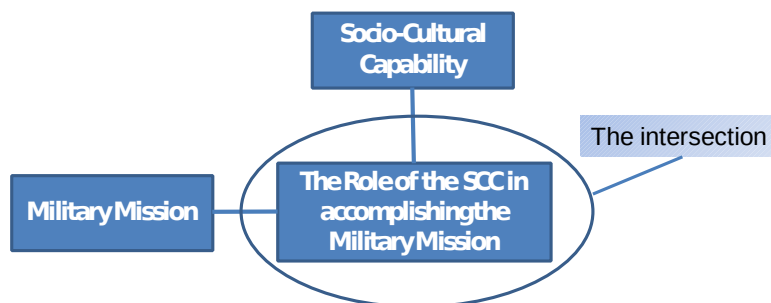 Socio-Cultural
Capability
The intersection
Military Mission
The Role of the SCC in
accomplishing the
Military Mission